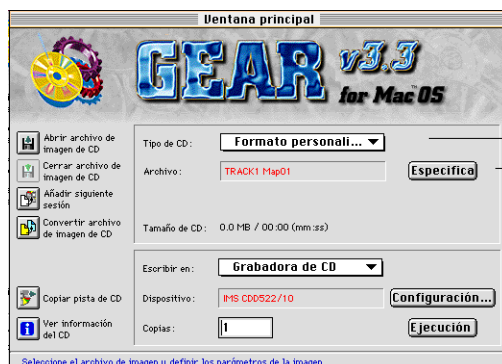 Ventana principal
GEAR v3.3
for Mac OS
Abrir archivo de
imagen de CD
Cerrar archivo de
imagen de CD
Añadir siguiente
sesión
Convertir archivo
de imagen de CD
Tipo de CD:
Formato personali...
Archivo:
TRACK1 Map01
Especifica
Tamaño de CD:
0.0 MB / 00:00 (mm:ss)
Copiar pista de CD
Ver información
del CD
Escribir en:
Grabadora de CD
Dispositivo:
IMS CDD522/10
Configuración...
Copias:
1
Ejecución
Seleccione el archivo de imagen y definir los parámetros de la imagen